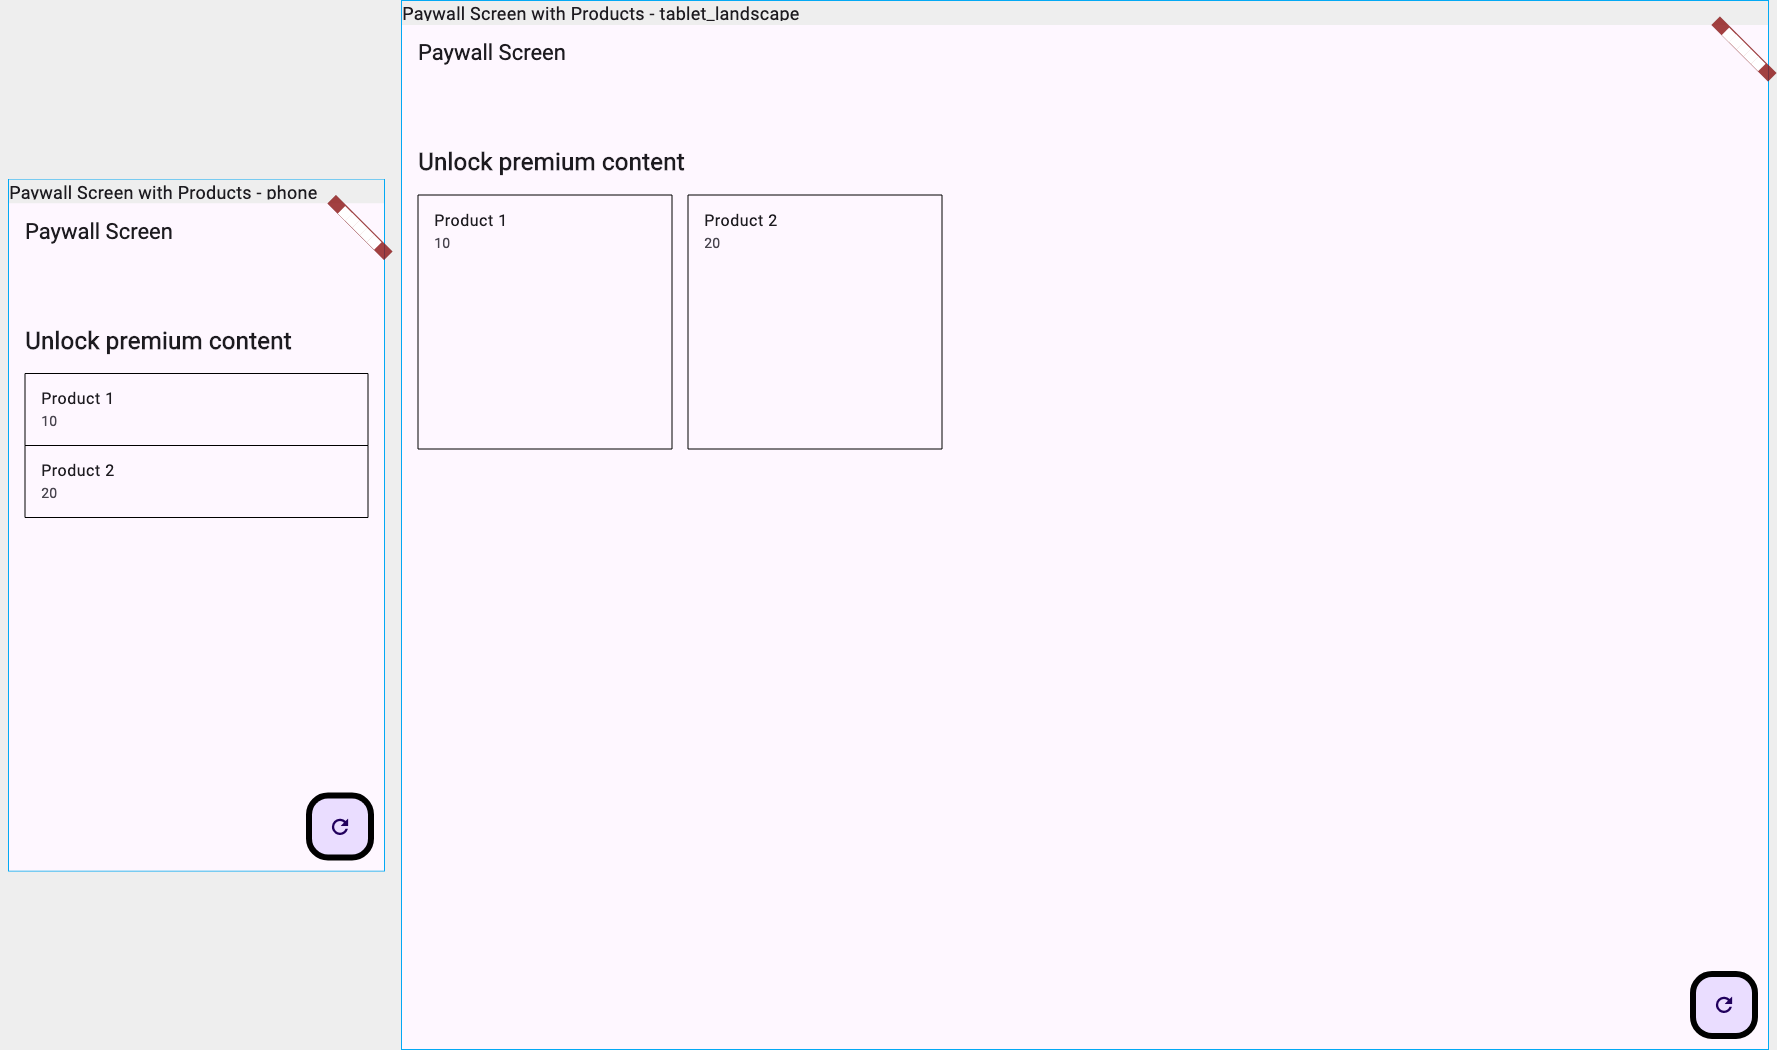 Paywall Screen with Products - phone
Paywall Screen
Unlock premium content
Product 1
10
Product 2
20
Paywall Screen with Products - tablet_landscape
Paywall Screen
Unlock premium content
Product 1
10
Product 2
20